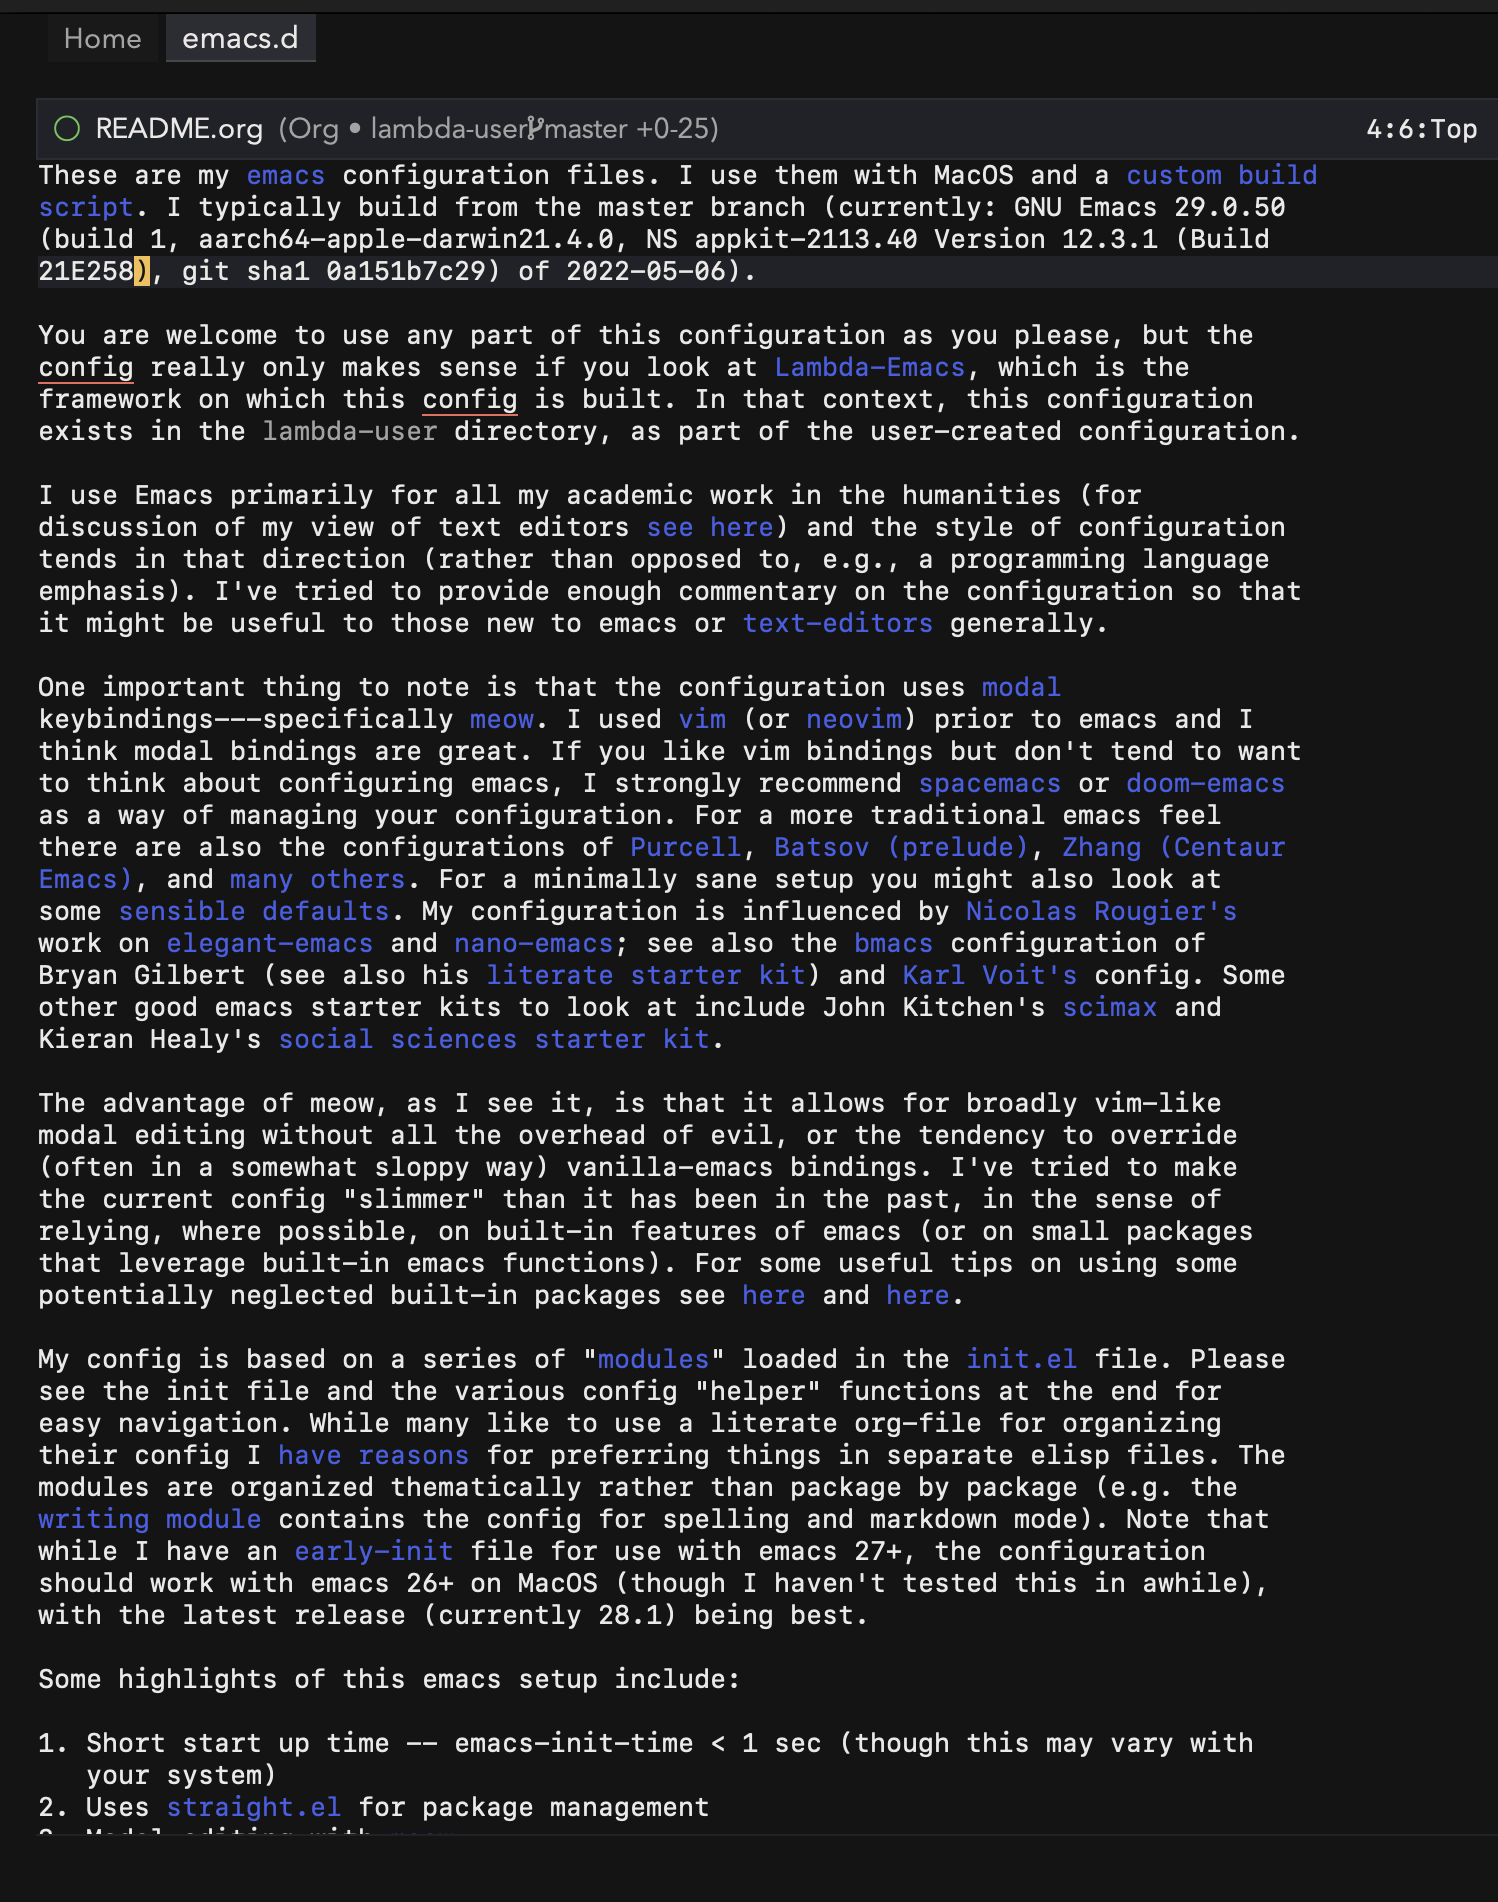 Home emacs.d
README.org (Org • lambda-user master +0-25) 4:6:Top
These are my emacs configuration files. I use them with MacOS and a custom build
script. I typically build from the master branch (currently: GNU Emacs 29.0.50
(build 1, aarch64-apple-darwin21.4.0, NS appkit-2113.40 Version 12.3.1 (Build
21E258), git sha1 0a151b7c29) of 2022-05-06).
You are welcome to use any part of this configuration as you please, but the
config really only makes sense if you look at Lambda-Emacs, which is the
framework on which this config is built. In that context, this configuration
exists in the lambda-user directory, as part of the user-created configuration.
I use Emacs primarily for all my academic work in the humanities (for
discussion of my view of text editors see here) and the style of configuration
tends in that direction (rather than opposed to, e.g., a programming language
emphasis). I've tried to provide enough commentary on the configuration so that
it might be useful to those new to emacs or text-editors generally.
One important thing to note is that the configuration uses modal
keybindings---specifically meow. I used vim (or neovim) prior to emacs and I
think modal bindings are great. If you like vim bindings but don't tend to want
to think about configuring emacs, I strongly recommend spacemacs or doom-emacs
as a way of managing your configuration. For a more traditional emacs feel
there are also the configurations of Purcell, Batsov (prelude), Zhang (Centaur
Emacs), and many others. For a minimally sane setup you might also look at
some sensible defaults. My configuration is influenced by Nicolas Rougier's
work on elegant-emacs and nano-emacs; see also the bmacs configuration of
Bryan Gilbert (see also his literate starter kit) and Karl Voit's config. Some
other good emacs starter kits to look at include John Kitchen's scimax and
Kieran Healy's social sciences starter kit.
The advantage of meow, as I see it, is that it allows for broadly vim-like
modal editing without all the overhead of evil, or the tendency to override
(often in a somewhat sloppy way) vanilla-emacs bindings. I've tried to make
the current config "slimmer" than it has been in the past, in the sense of
relying, where possible, on built-in features of emacs (or on small packages
that leverage built-in emacs functions). For some useful tips on using some
potentially neglected built-in packages see here and here.
My config is based on a series of "modules" loaded in the init.el file. Please
see the init file and the various config "helper" functions at the end for
easy navigation. While many like to use a literate org-file for organizing
their config I have reasons for preferring things in separate elisp files. The
modules are organized thematically rather than package by package (e.g. the
writing module contains the config for spelling and markdown mode). Note that
while I have an early-init file for use with emacs 27+, the configuration
should work with emacs 26+ on MacOS (though I haven't tested this in awhile),
with the latest release (currently 28.1) being best.
Some highlights of this emacs setup include:
1. Short start up time -- emacs-init-time < 1 sec (though this may vary with
your system)
2. Uses straight.el for package management